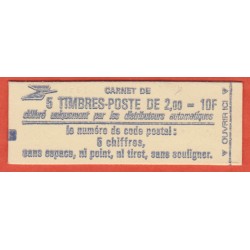 CARNET DE
5 TIMBRES-POSTE DE 2,00 = 10F
délivré uniquement par les distributeurs automatiques
le numéro de code postal:
5 chiffres,
sans espace, ni point, ni tiret, sans souligner.
OUVRIR ICI